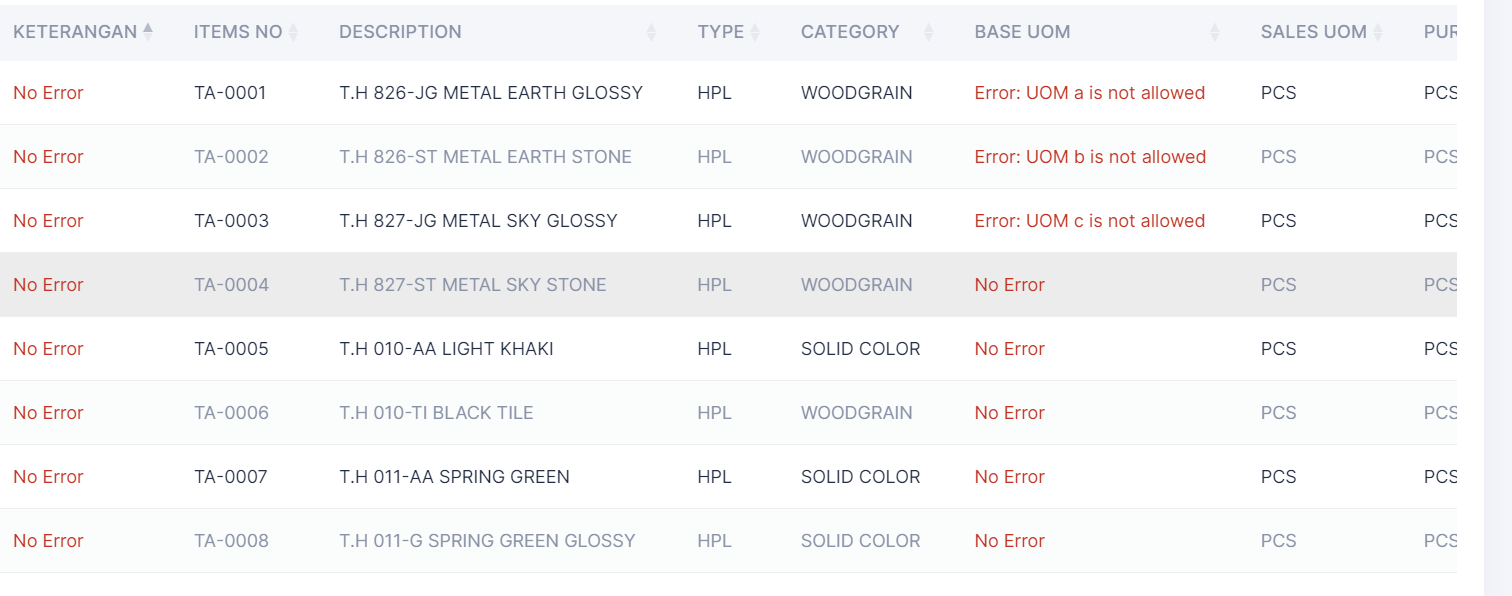 KETERANGAN ITEMS NO DESCRIPTION TYPE CATEGORY BASE UOM SALES UOM PUR
No Error TA-0001 T.H 826-JG METAL EARTH GLOSSY HPL WOODGRAIN Error: UOM a is not allowed PCS PCS
No Error TA-0002 T.H 826-ST METAL EARTH STONE HPL WOODGRAIN Error: UOM b is not allowed PCS PCS
No Error TA-0003 T.H 827-JG METAL SKY GLOSSY HPL WOODGRAIN Error: UOM c is not allowed PCS PCS
No Error TA-0004 T.H 827-ST METAL SKY STONE HPL WOODGRAIN No Error PCS PCS
No Error TA-0005 T.H 010-AA LIGHT KHAKI HPL SOLID COLOR No Error PCS PCS
No Error TA-0006 T.H 010-TI BLACK TILE HPL WOODGRAIN No Error PCS PCS
No Error TA-0007 T.H 011-AA SPRING GREEN HPL SOLID COLOR No Error PCS PCS
No Error TA-0008 T.H 011-G SPRING GREEN GLOSSY HPL SOLID COLOR No Error PCS PCS